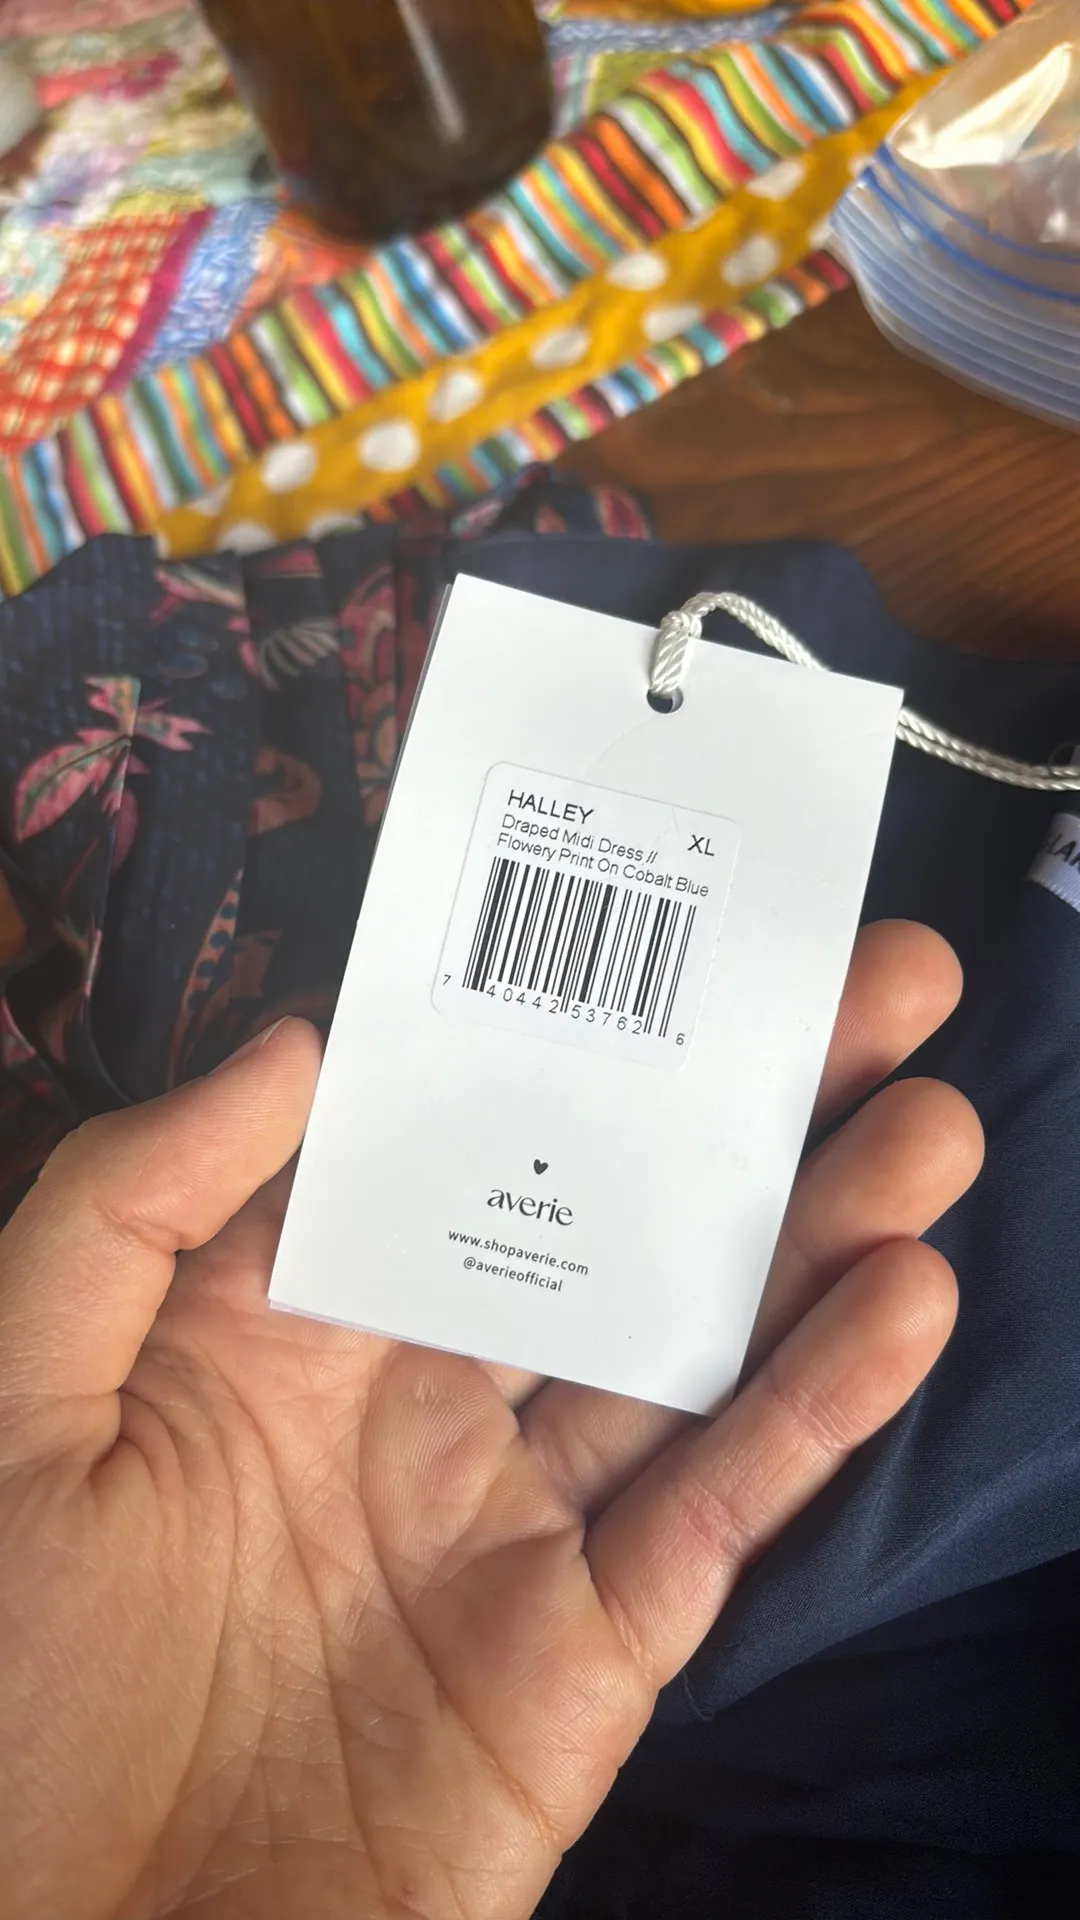 HALLEY
XL
Draped Midi Dress //
Flowery Print On Cobalt Blue
7 40442 53762 6
averie
www.shopaverie.com
@averieofficial